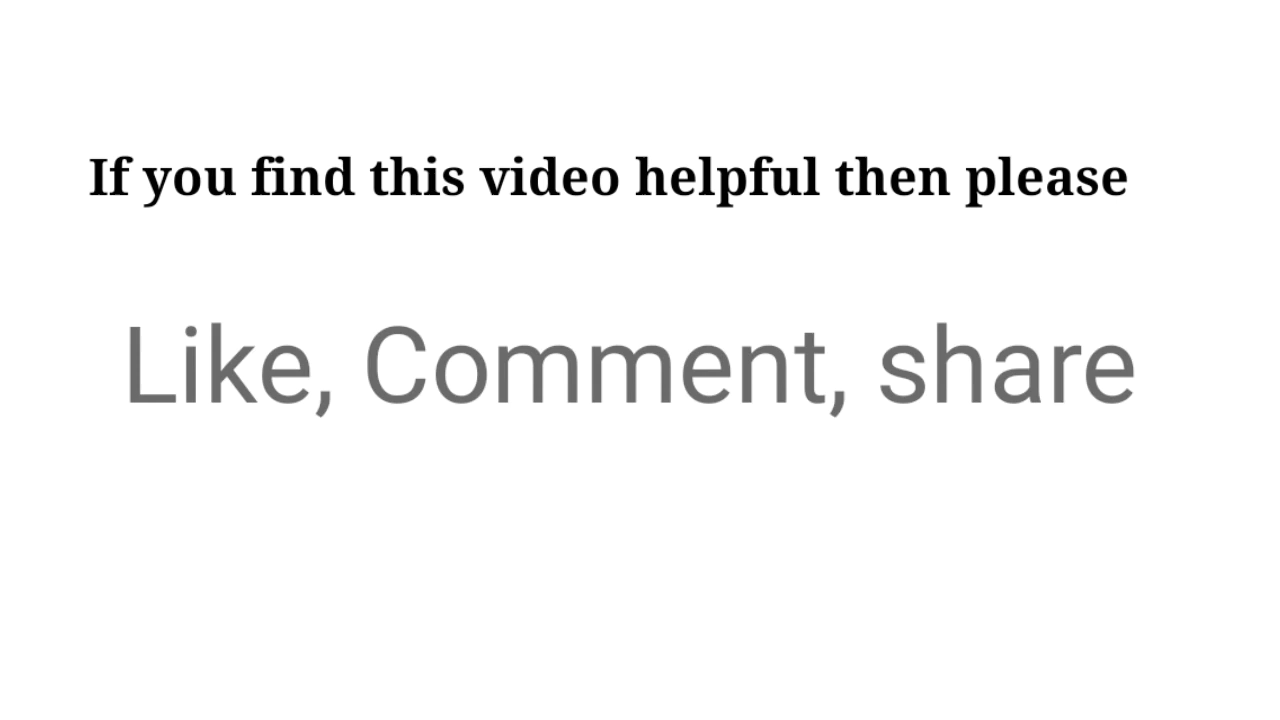 If you find this video helpful then please
Like, Comment, share